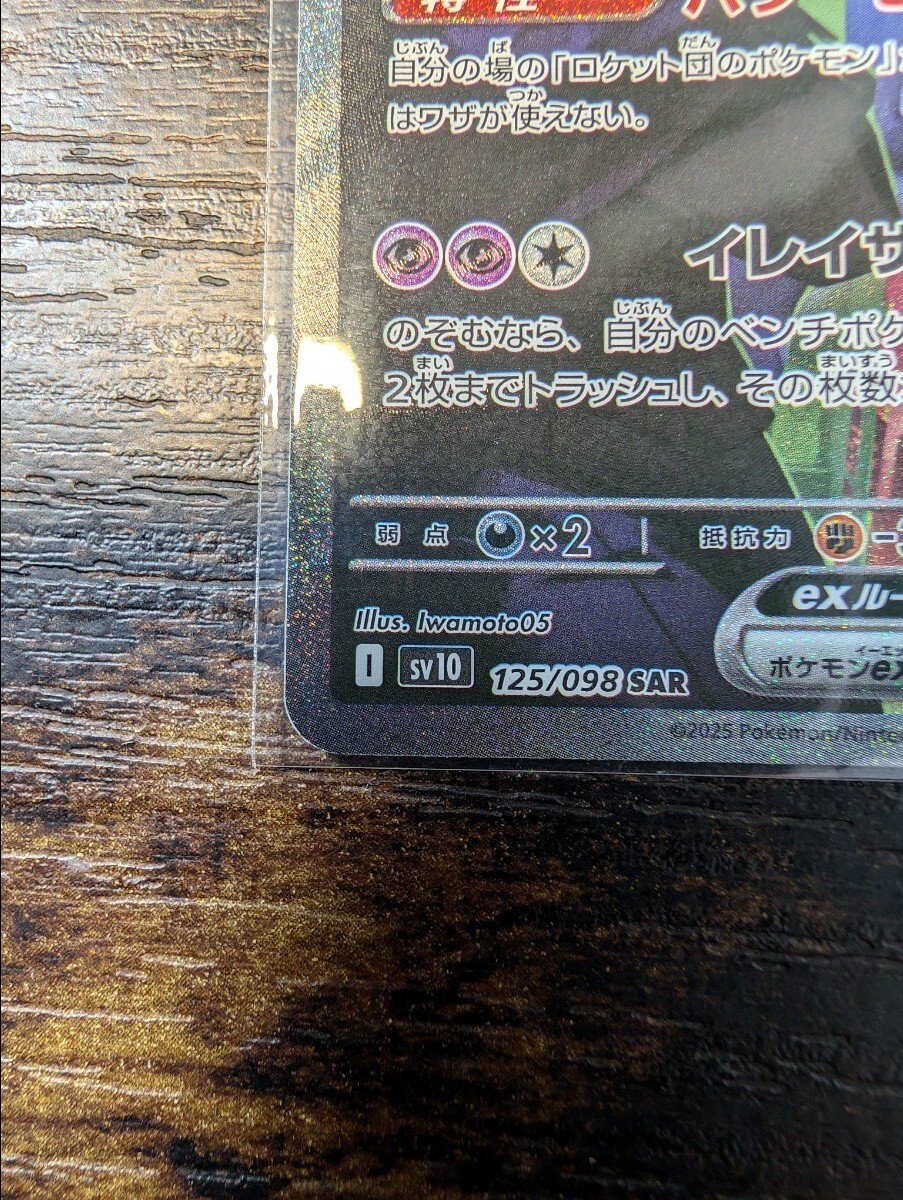 特性
自分の場の「ロケット団のポケモン」
はワザが使えない。
イレイザ
のぞむなら、自分のベンチポケ
2枚までトラッシュし、その枚数
弱点 ×2 抵抗力
exルー
Illus. Iwamoto05
ポケモンex
I sv10 125/098 SAR
©2025 Pokémon/Ninte